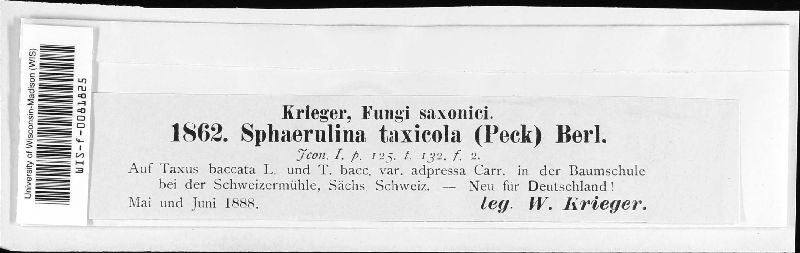 University of Wisconsin-Madison (WIS)
WIS-f-0081825
Krieger, Fungi saxonici.
1862. Sphaerulina taxicola (Peck) Berl.
Jcon. I. p. 125. t. 132. f. 2.
Auf Taxus baccata L. und T. bacc. var. adpressa Carr. in der Baumschule
bei der Schweizermühle, Sächs. Schweiz. — Neu für Deutschland!
Mai und Juni 1888.
leg. W. Krieger.